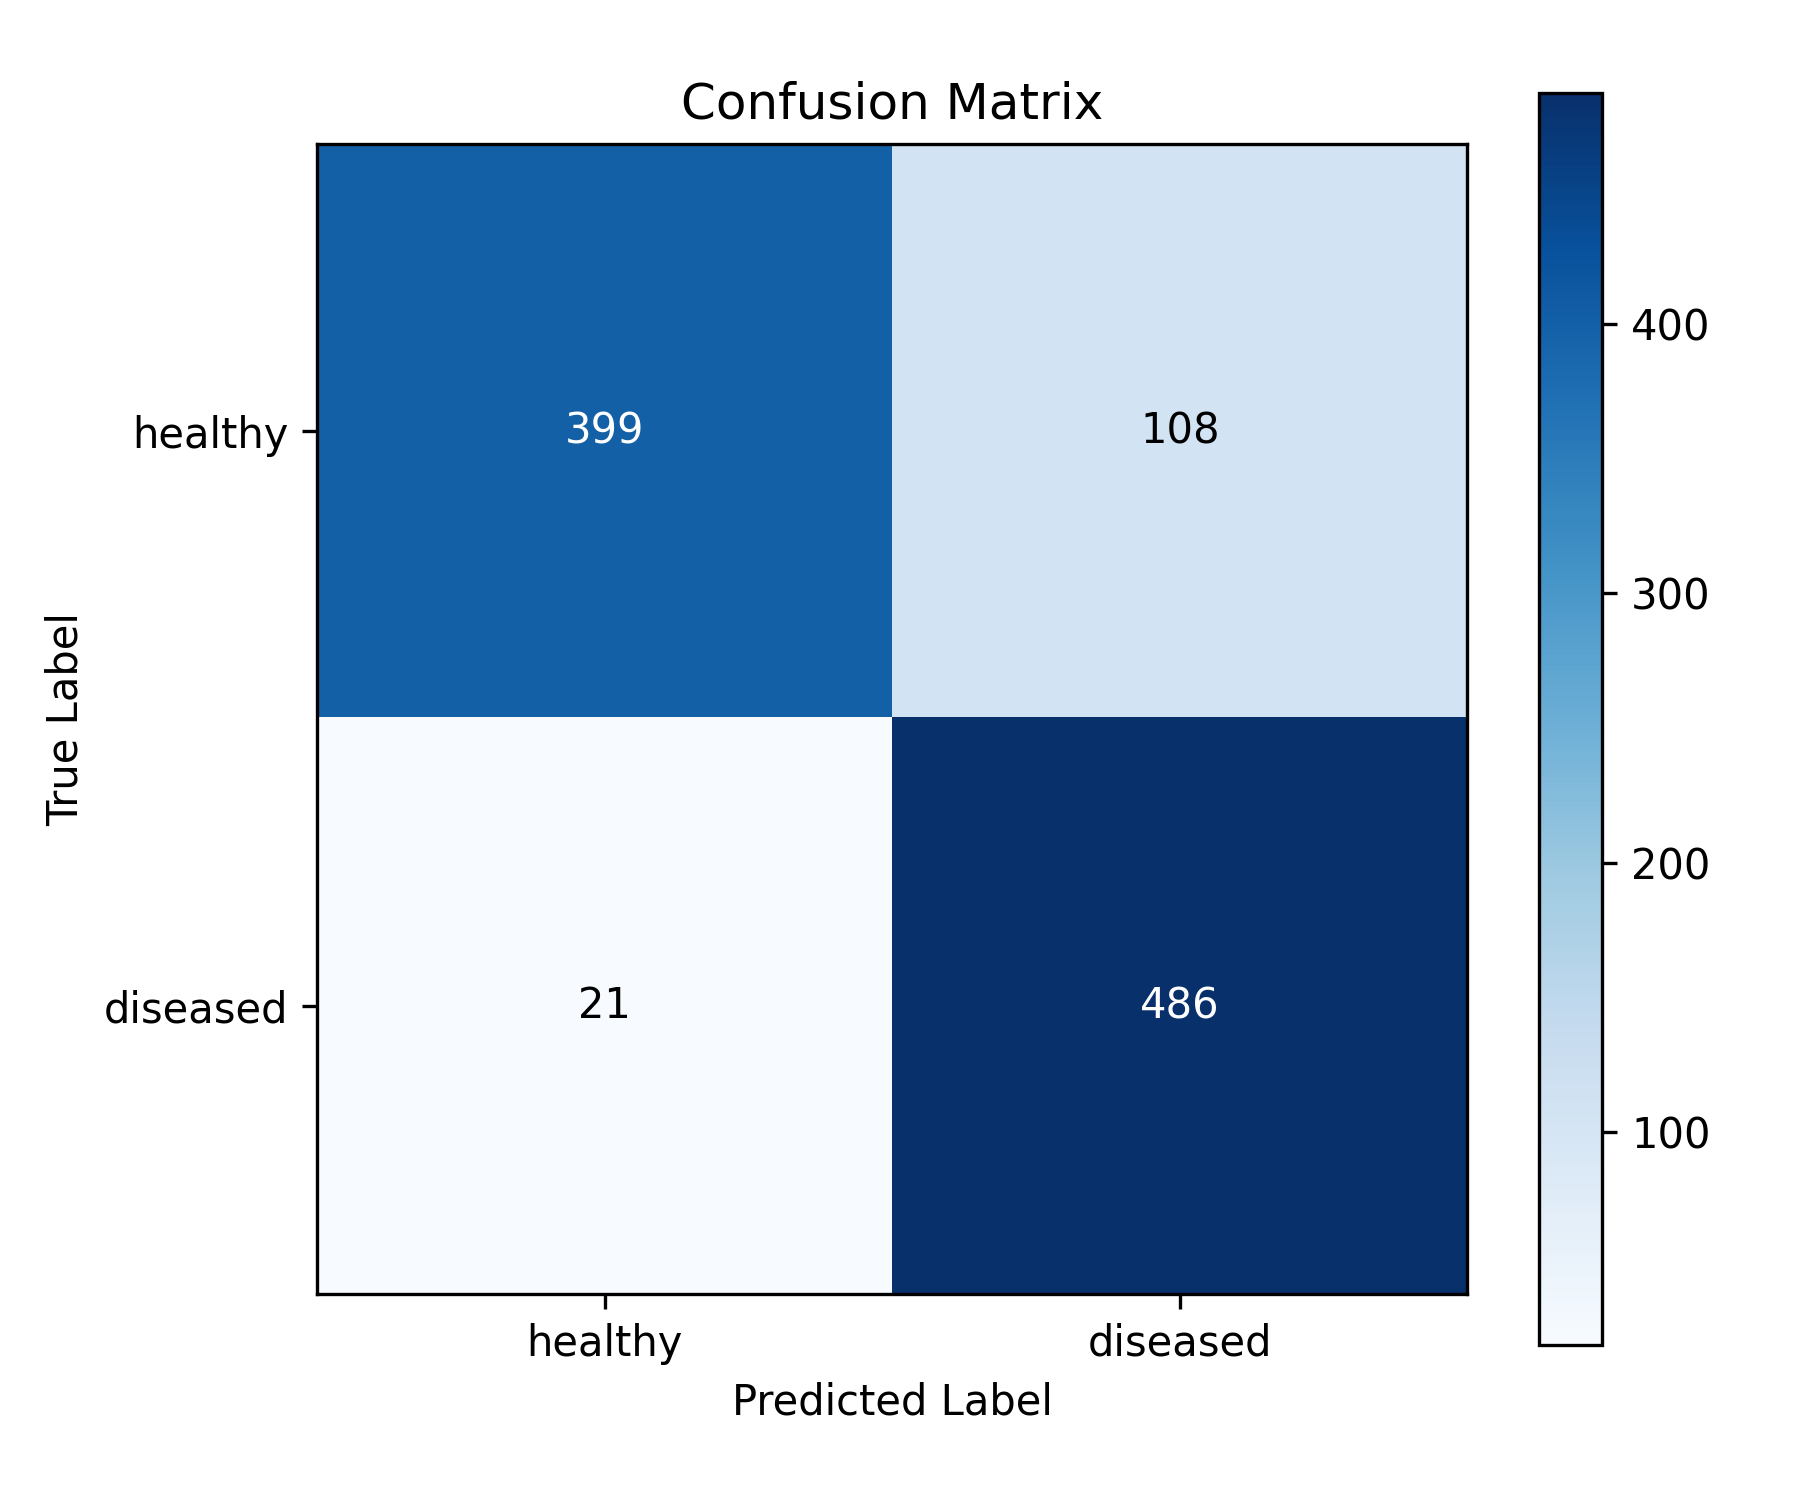 Confusion Matrix
healthy
399
108
400
300
True Label
200
diseased
21
486
100
healthy
diseased
Predicted Label